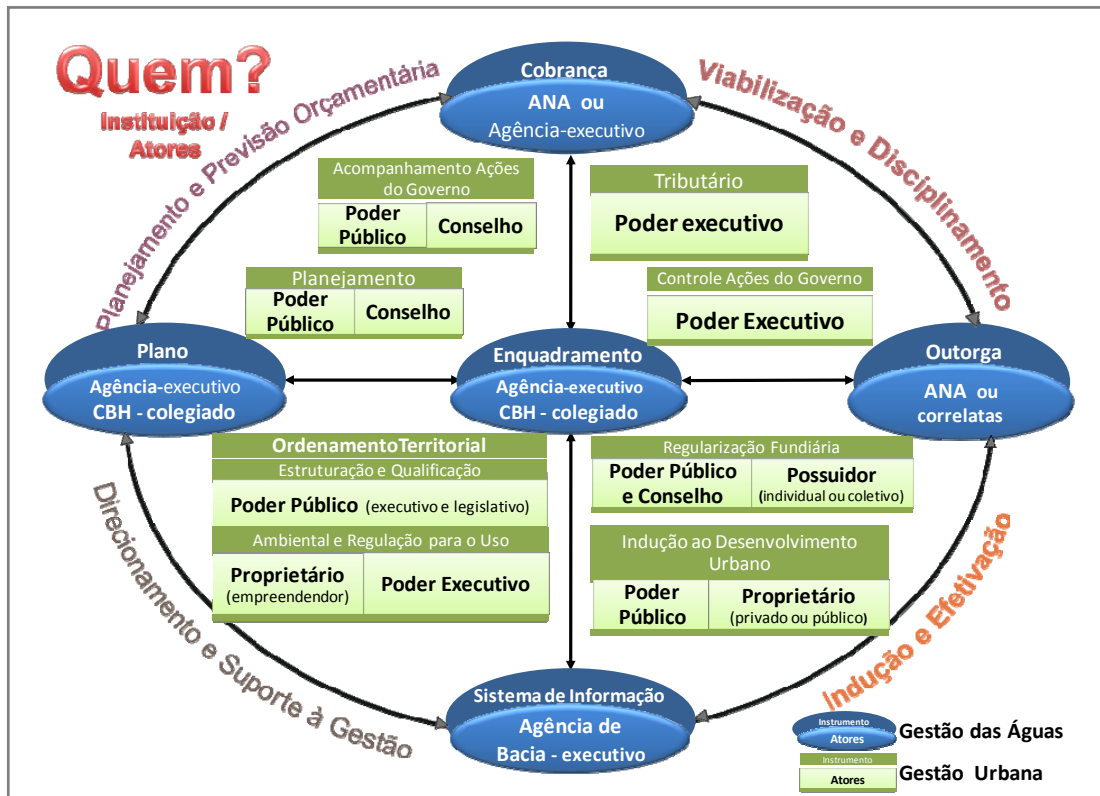 Quem?
Instituição /
Atores
Planejamento e Previsão Orçamentária
Viabilização e Disciplinamento
Cobrança
ANA ou
Agência-executivo
Acompanhamento Ações
do Governo
Poder
Público
Conselho
Tributário
Poder executivo
Planejamento
Poder
Público
Conselho
Controle Ações do Governo
Poder Executivo
Plano
Agência-executivo
CBH - colegiado
Enquadramento
Agência-executivo
CBH - colegiado
Outorga
ANA ou
correlatas
OrdenamentoTerritorial
Estruturação e Qualificação
Poder Público (executivo e legislativo)
Ambiental e Regulação para o Uso
Proprietário
(empreendendor)
Poder Executivo
Regularização Fundiária
Poder Público
e Conselho
Possuidor
(individual ou coletivo)
Indução ao Desenvolvimento
Urbano
Poder
Público
Proprietário
(privado ou público)
Direcionamento e Suporte à Gestão
Indução e Efetivação
Sistema de Informação
Agência de
Bacia - executivo
Instrumento
Atores
Gestão das Águas
Instrumento
Atores
Gestão Urbana